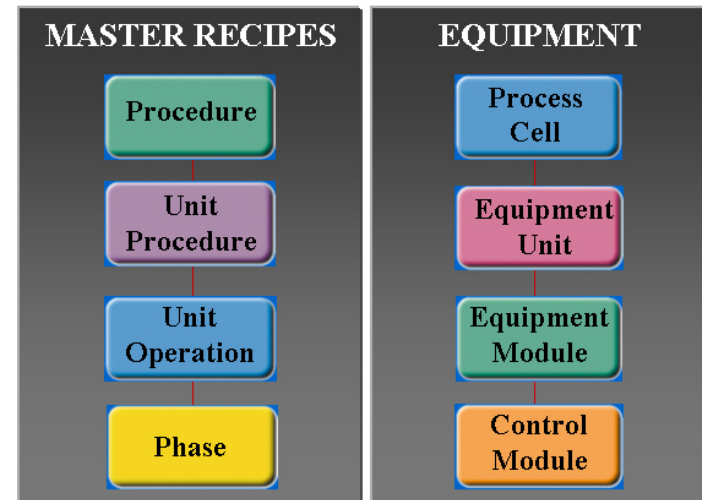 MASTER RECIPES
Procedure
Unit
Procedure
Unit
Operation
Phase
EQUIPMENT
Process
Cell
Equipment
Unit
Equipment
Module
Control
Module